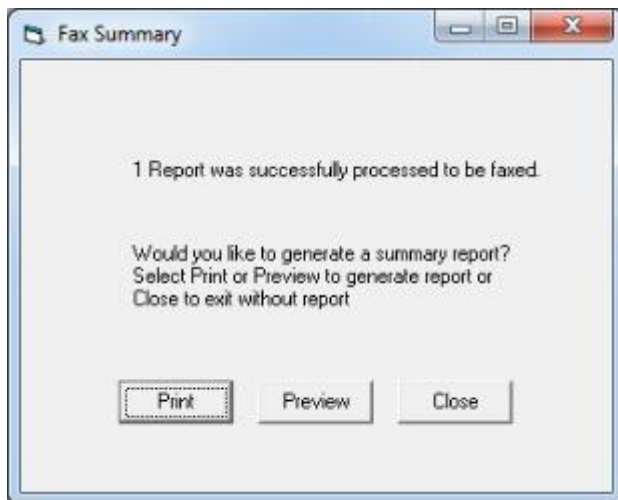 Fax Summary
1 Report was successfully processed to be faxed.
Would you like to generate a summary report?
Select Print or Preview to generate report or
Close to exit without report
Print
Preview
Close